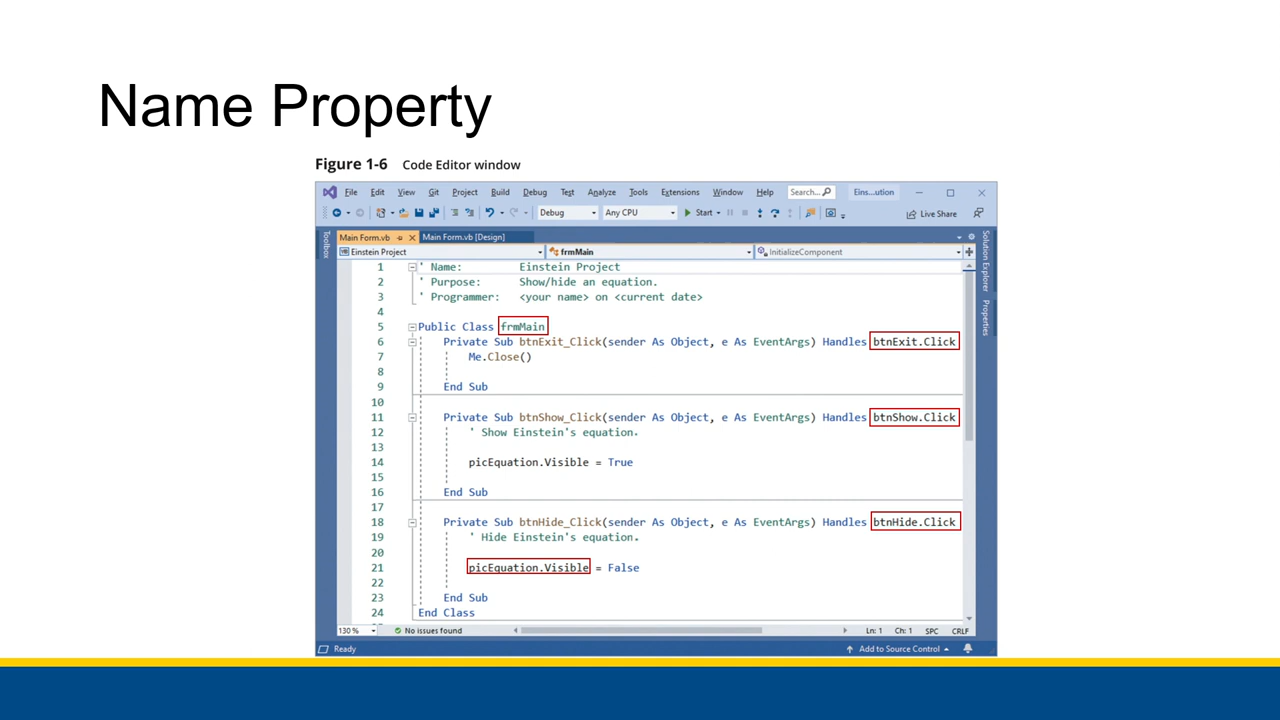 Name Property
Figure 1-6 Code Editor window
File Edit View Git Project Build Debug Test Analyze Tools Extensions Window Help Search... Eins...ution
Debug Any CPU Start Live Share
Toolbox
Main Form.vb Main Form.vb [Design]
Einstein Project frmMain InitializeComponent
Solution Explorer
Properties
1 ' Name: Einstein Project
2 ' Purpose: Show/hide an equation.
3 ' Programmer: <your name> on <current date>
4
5 Public Class frmMain
6 Private Sub btnExit_Click(sender As Object, e As EventArgs) Handles btnExit.Click
7 Me.Close()
8
9 End Sub
10
11 Private Sub btnShow_Click(sender As Object, e As EventArgs) Handles btnShow.Click
12 ' Show Einstein's equation.
13
14 picEquation.Visible = True
15
16 End Sub
17
18 Private Sub btnHide_Click(sender As Object, e As EventArgs) Handles btnHide.Click
19 ' Hide Einstein's equation.
20
21 picEquation.Visible = False
22
23 End Sub
24 End Class
130 % No issues found Ln: 1 Ch: 1 SPC CRLF
Ready Add to Source Control